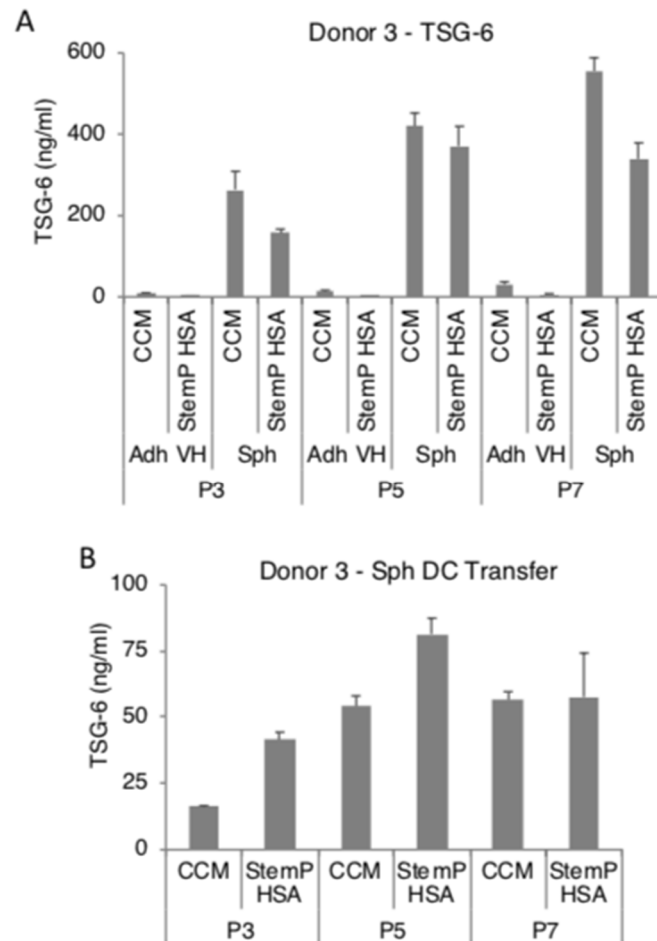 A
Donor 3 - TSG-6
TSG-6 (ng/ml)
600
400
200
0
CCM
StemP HSA
CCM
StemP HSA
CCM
StemP HSA
CCM
StemP HSA
CCM
StemP HSA
CCM
StemP HSA
Adh VH Sph Adh VH Sph Adh VH Sph
P3 P5 P7
B
Donor 3 - Sph DC Transfer
TSG-6 (ng/ml)
100
75
50
25
0
CCM StemP CCM StemP CCM StemP
HSA HSA HSA
P3 P5 P7